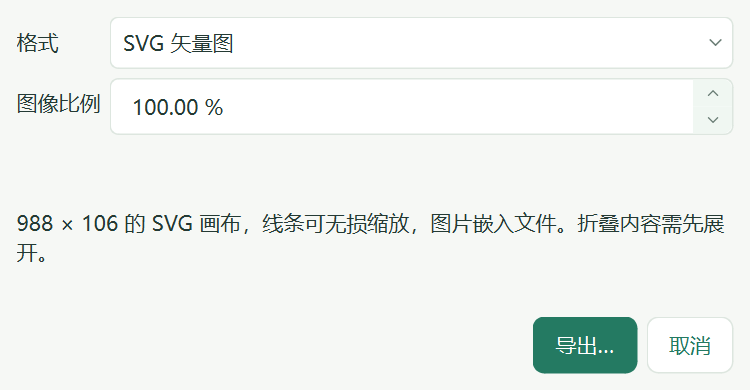 格式
SVG 矢量图
图像比例
100.00 %
988 × 106 的 SVG 画布，线条可无损缩放，图片嵌入文件。折叠内容需先展
开。
导出...
取消